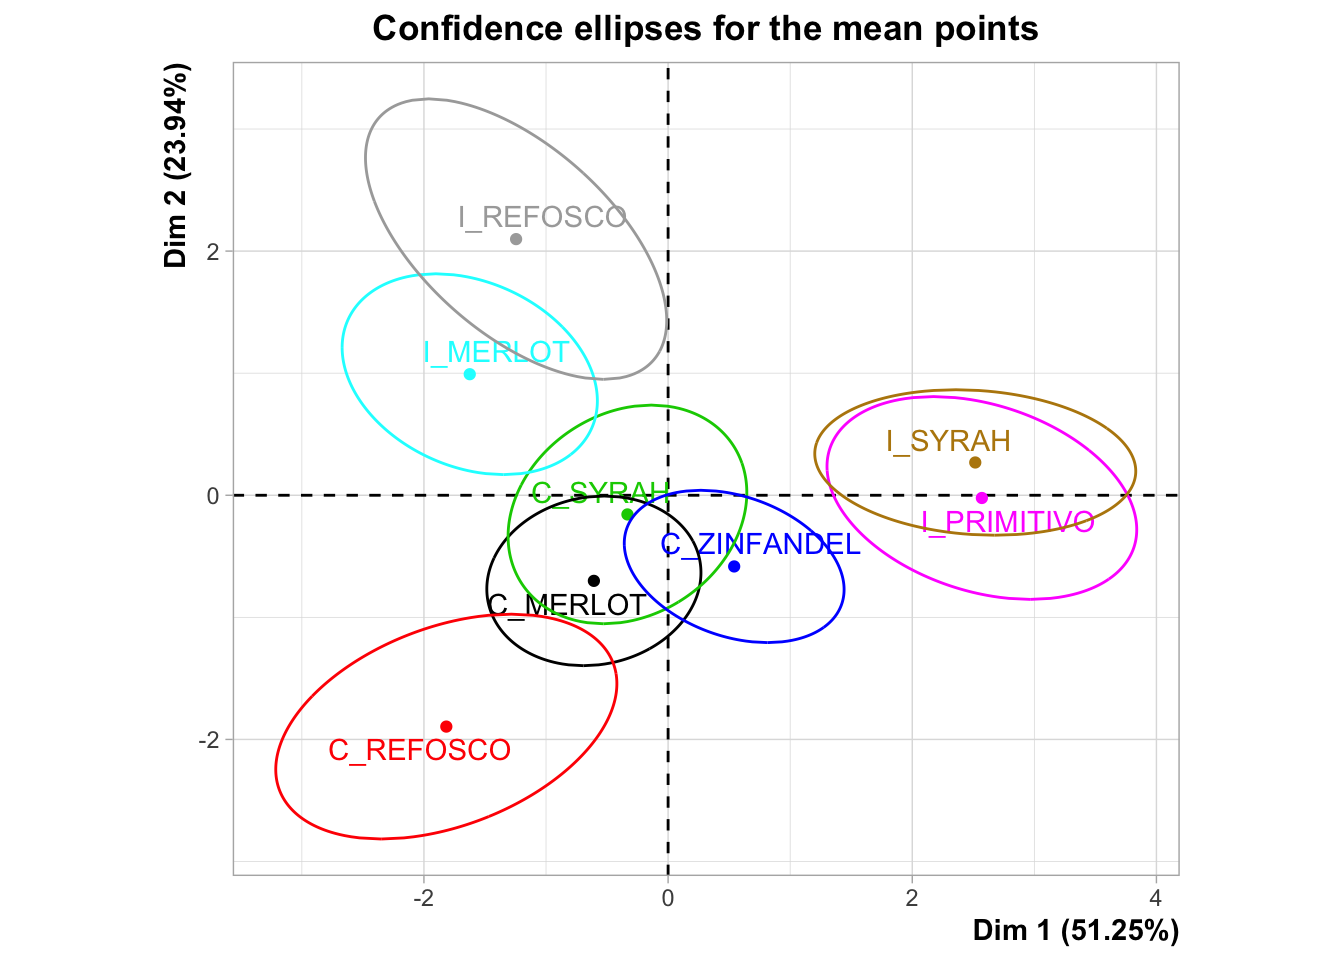 Confidence ellipses for the mean points
Dim 2 (23.94%)
I_REFOSCO
2
I_MERLOT
I_SYRAH
C_SYRAH
0
I_PRIMITIVO
C_ZINFANDEL
C_MERLOT
-2
C_REFOSCO
-2 0 2 4
Dim 1 (51.25%)